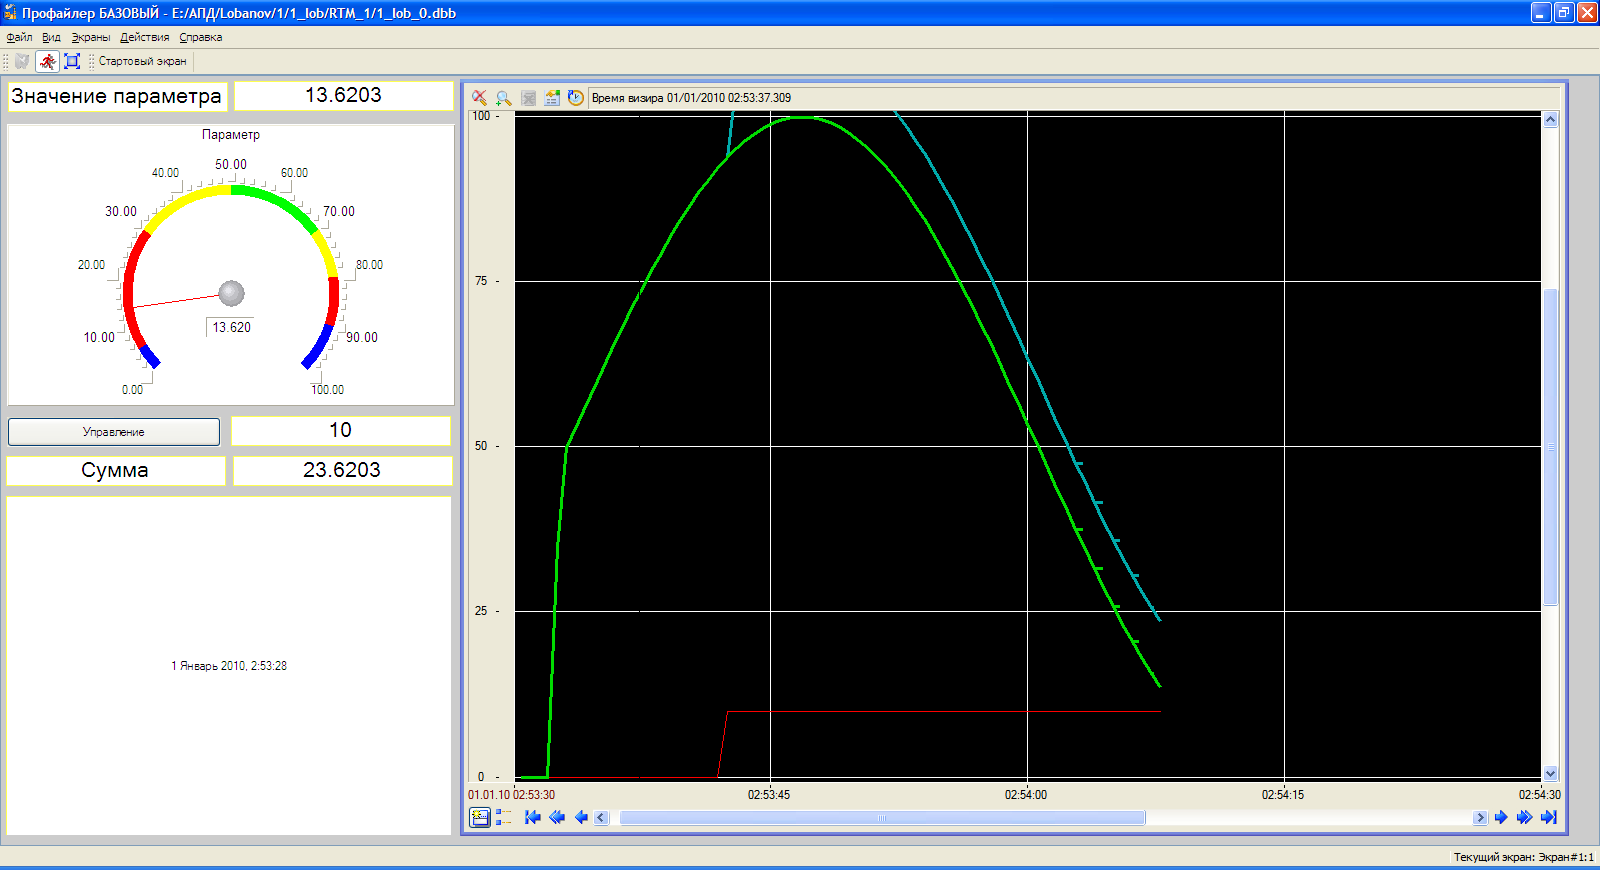 Профайлер БАЗОВЫЙ - E:/АПД/Lobanov/1/1_lob/RTM_1/1_lob_0.dbb
Файл Вид Экраны Действия Справка
Стартовый экран
Значение параметра 13.6203
Параметр
0.00
10.00
20.00
30.00
40.00
50.00
60.00
70.00
80.00
90.00
100.00
13.620
Управление 10
Сумма 23.6203
1 Январь 2010, 2:53:28
Время визира 01/01/2010 02:53:37.309
100
75
50
25
0
01.01.10 02:53:30 02:53:45 02:54:00 02:54:15 02:54:30
Текущий экран: Экран#1:1